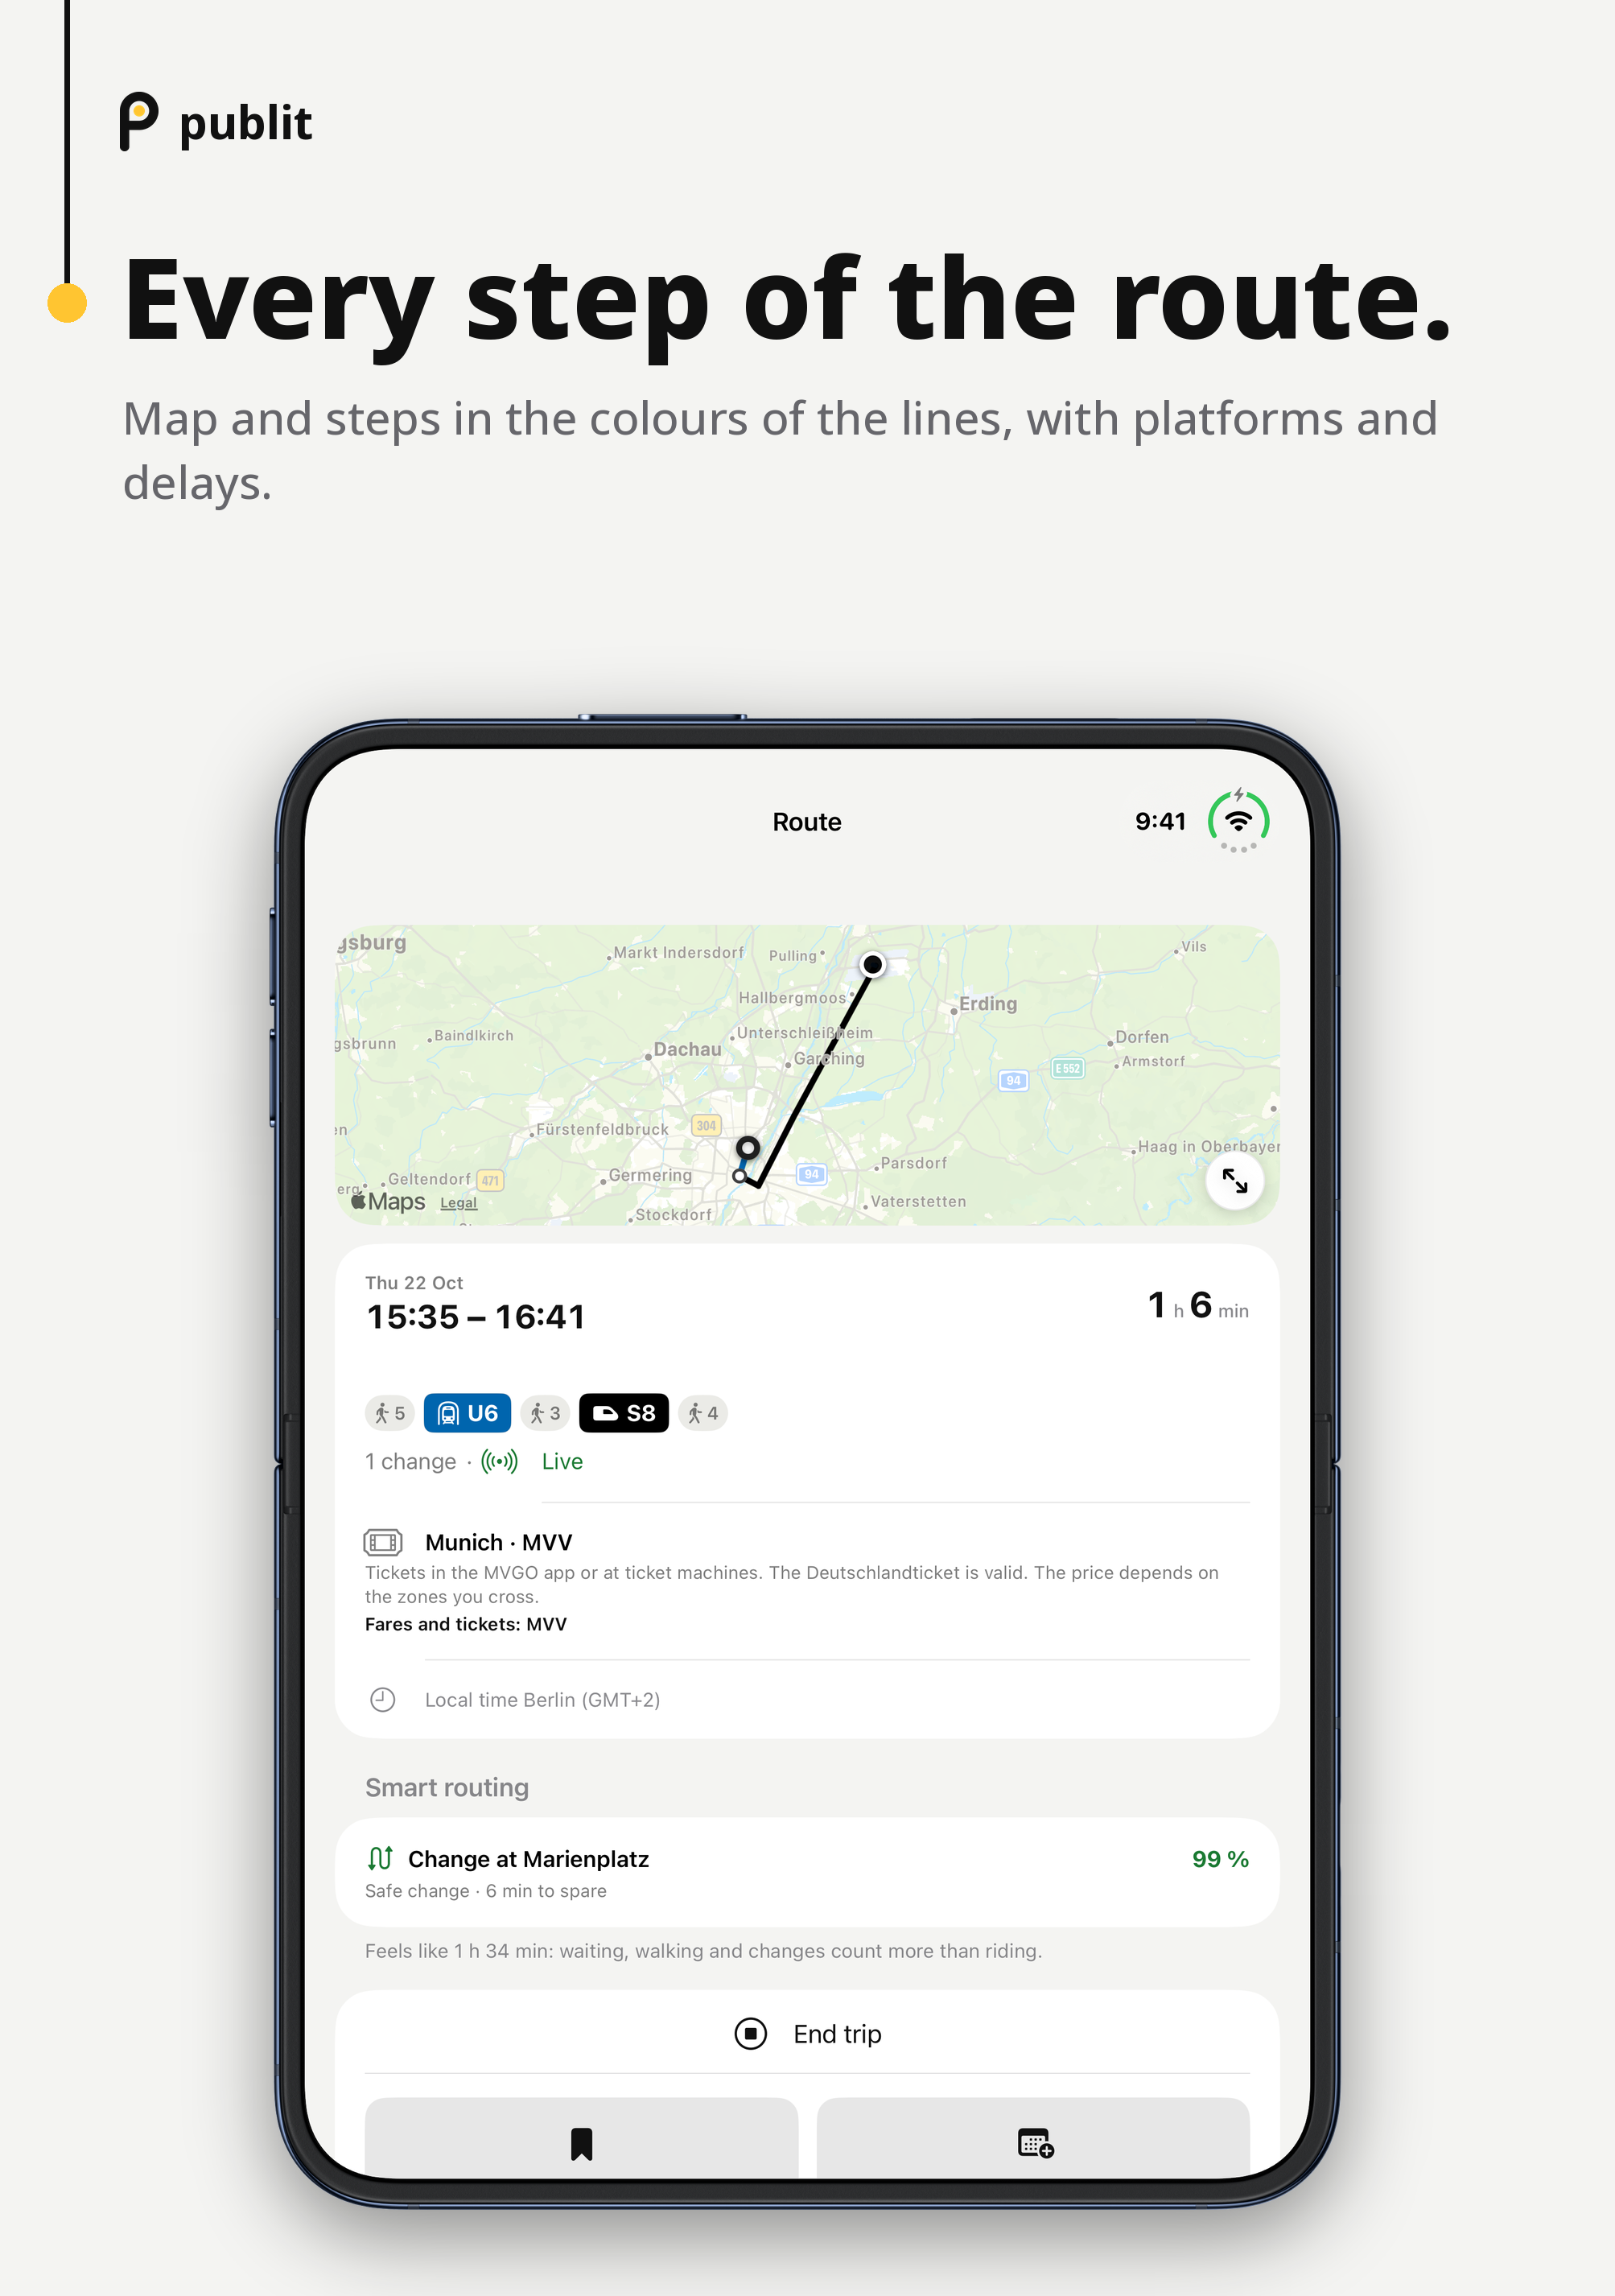 publit
Every step of the route.
Map and steps in the colours of the lines, with platforms and
delays.
Route
9:41
gsburg
Markt Indersdorf
Pulling
Vils
Hallbergmoos
Erding
Unterschleißheim
gsbrunn
Baindlkirch
Dachau
Garching
Dorfen
Armstorf
E 552
94
304
en
Fürstenfeldbruck
Haag in Oberbayer
Parsdorf
94
Germering
Geltendorf
471
erg
Maps
Legal
Vaterstetten
Stockdorf
Thu 22 Oct
15:35 – 16:41
1 h 6 min
5 U6 3 S8 4
1 change · Live
Munich · MVV
Tickets in the MVGO app or at ticket machines. The Deutschlandticket is valid. The price depends on
the zones you cross.
Fares and tickets: MVV
Local time Berlin (GMT+2)
Smart routing
Change at Marienplatz
99 %
Safe change · 6 min to spare
Feels like 1 h 34 min: waiting, walking and changes count more than riding.
End trip